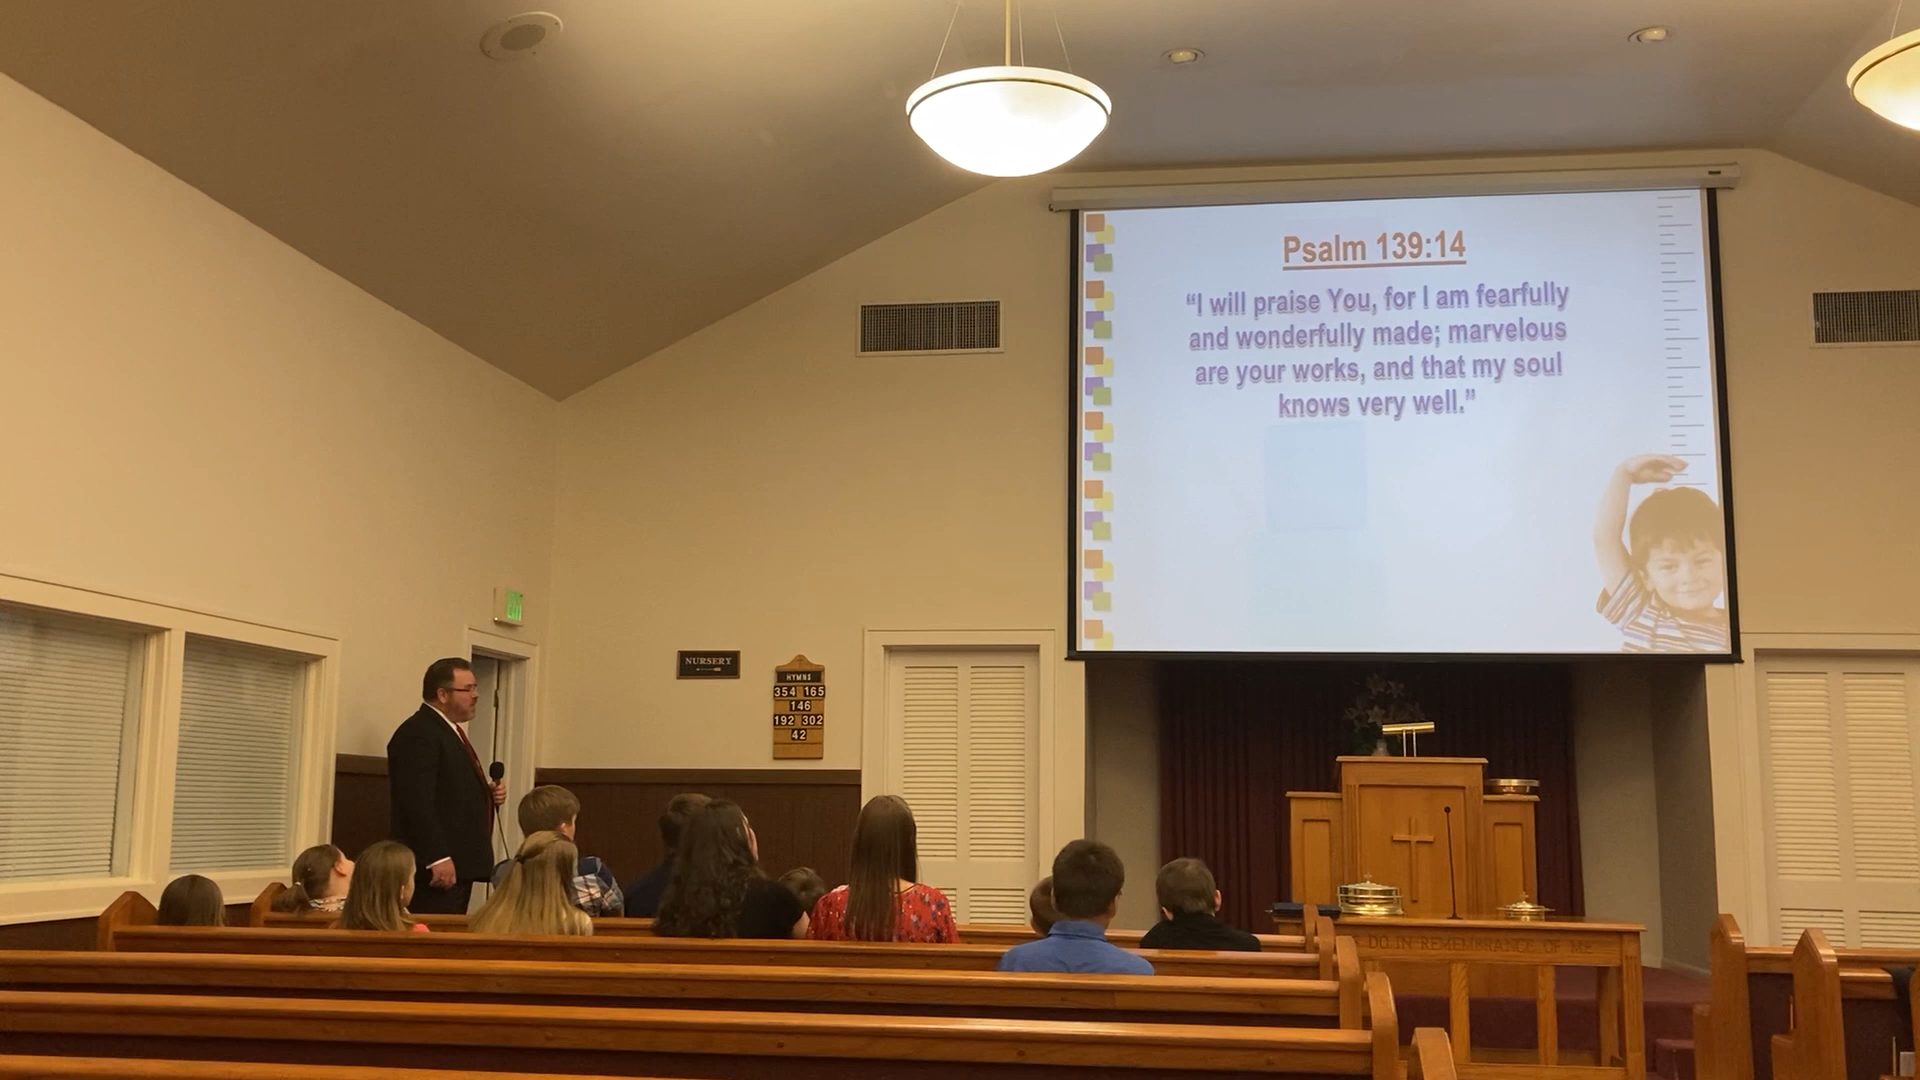 Psalm 139:14
“I will praise You, for I am fearfully
and wonderfully made; marvelous
are your works, and that my soul
knows very well.”
EXIT
NURSERY
HYMNS
354 165
146
192 302
42
DO IN REMEMBRANCE OF ME